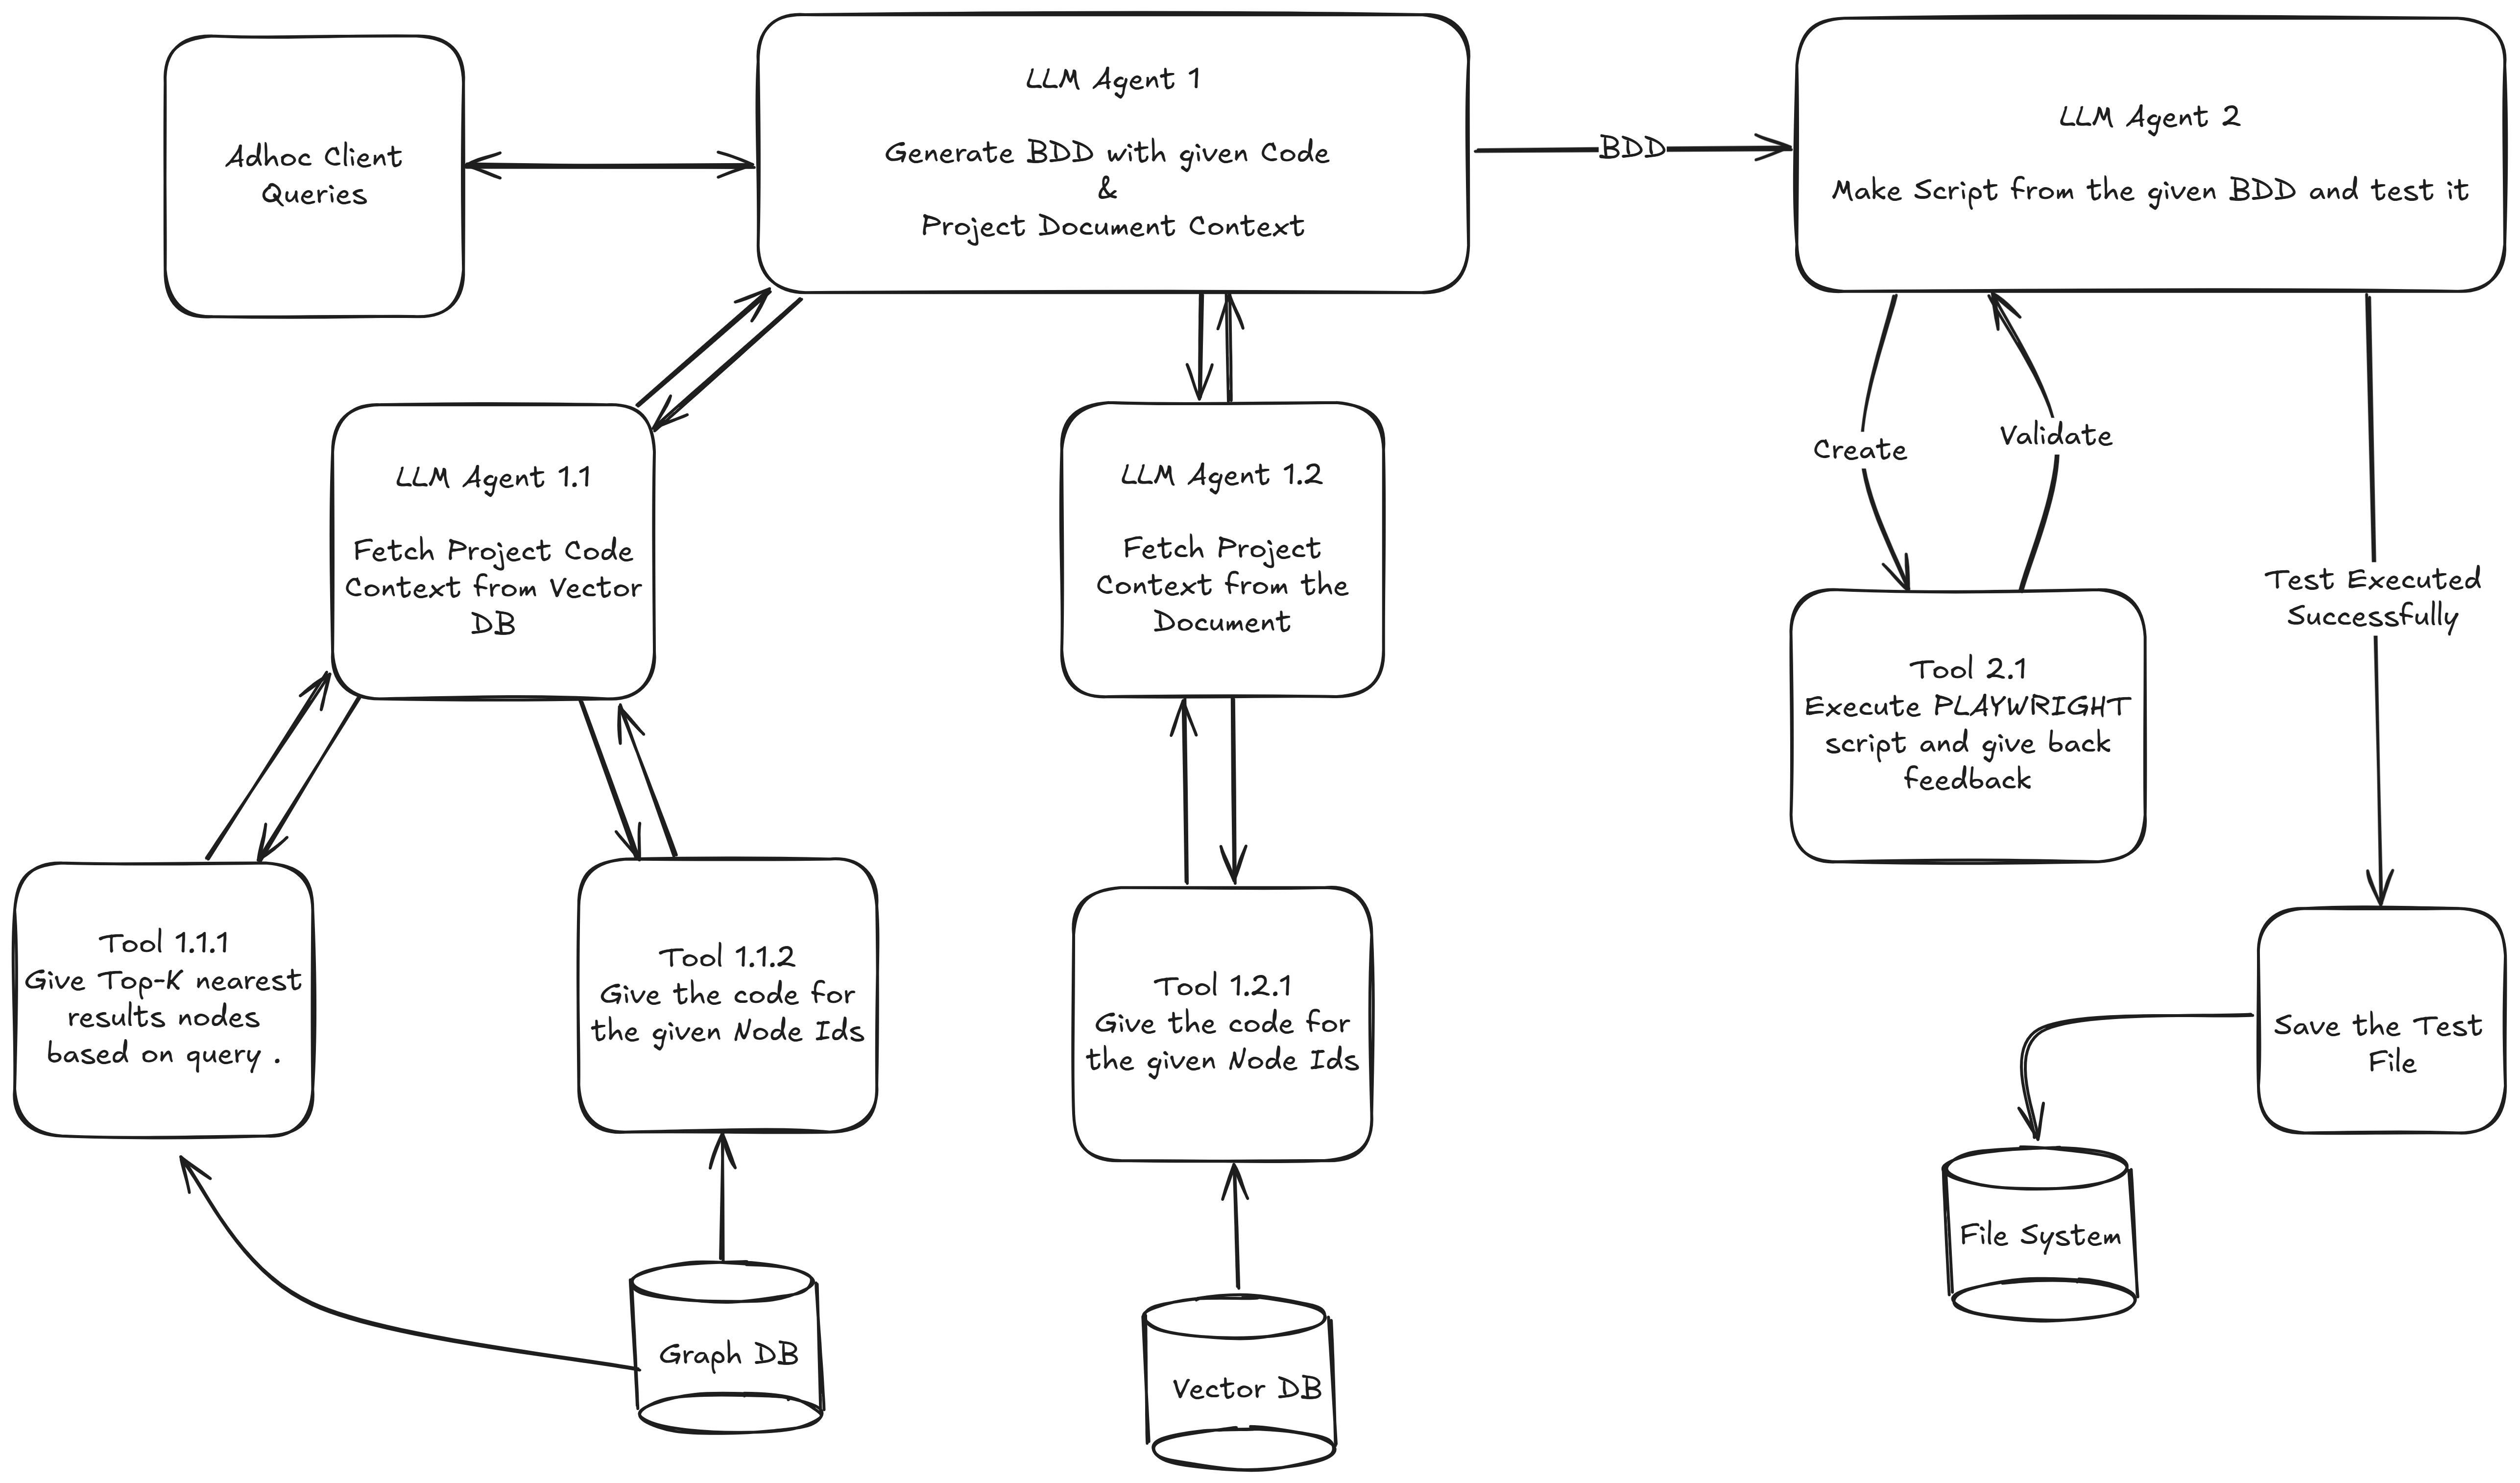 Adhoc Client
Queries
LLM Agent 1
Generate BDD with given Code
&
Project Document Context
BDD
LLM Agent 2
Make Script from the given BDD and test it
LLM Agent 1.1
Fetch Project Code
Context from Vector
DB
LLM Agent 1.2
Fetch Project
Context from the
Document
Create
Validate
Test Executed
Successfully
Tool 2.1
Execute PLAYWRIGHT
script and give back
feedback
Tool 1.1.1
Give Top-K nearest
results nodes
based on query .
Tool 1.1.2
Give the code for
the given Node Ids
Tool 1.2.1
Give the code for
the given Node Ids
Save the Test
File
File System
Graph DB
Vector DB